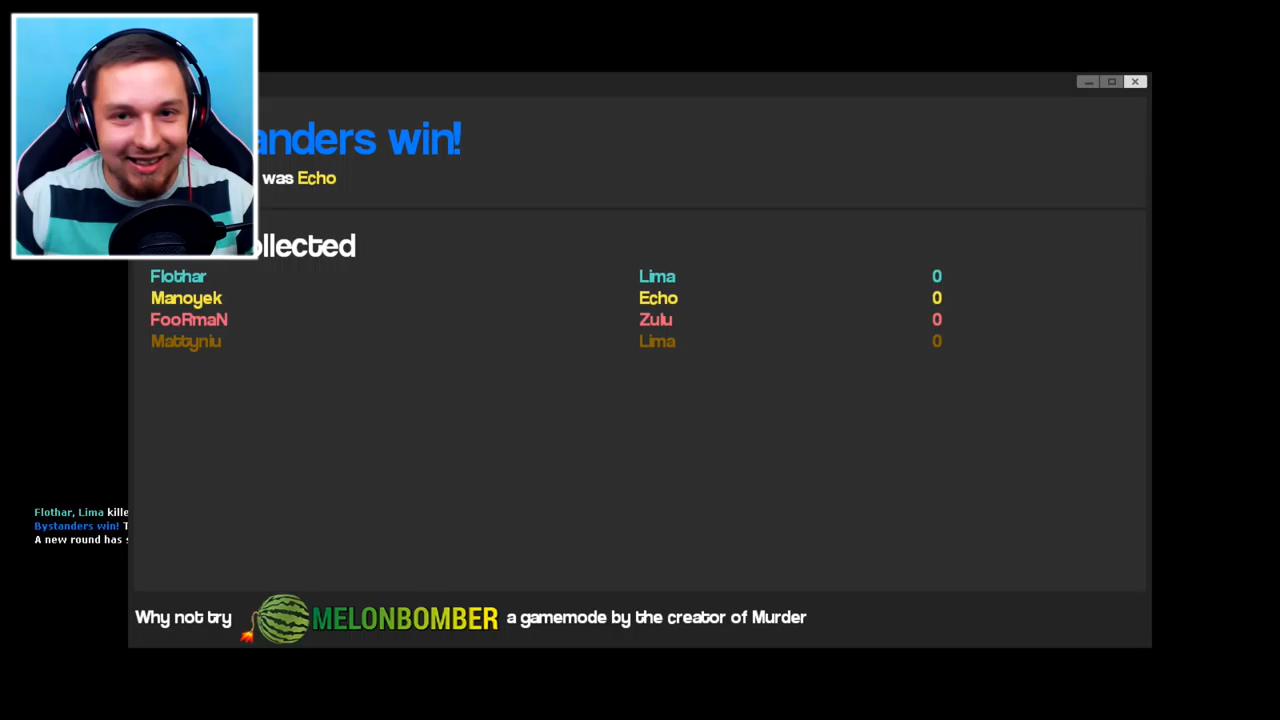 anders win!
was Echo
ollected
Flothar Lima 0
Manoyek Echo 0
FooRmaN Zulu 0
Mattyniu Lima 0
Flothar, Lima kille
Bystanders win! T
A new round has s
Why not try MELONBOMBER a gamemode by the creator of Murder